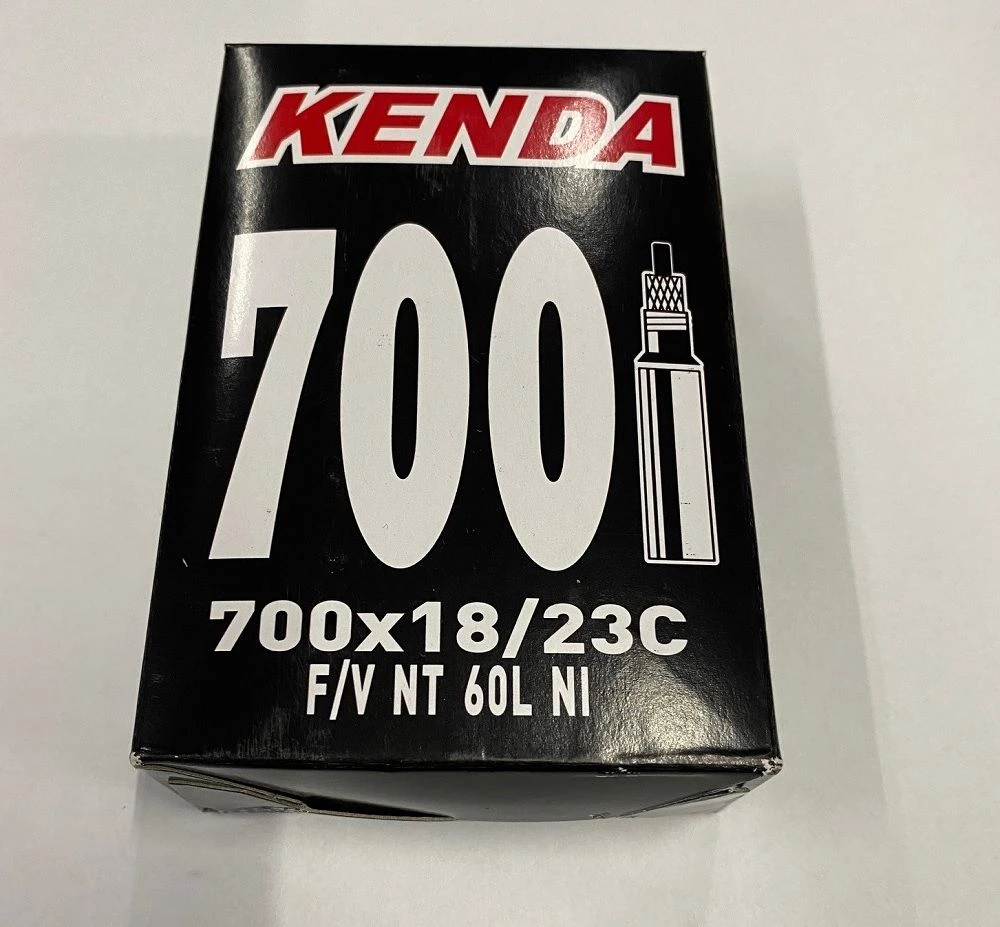 KENDA
700
700x18/23C
F/V NT 60L NI